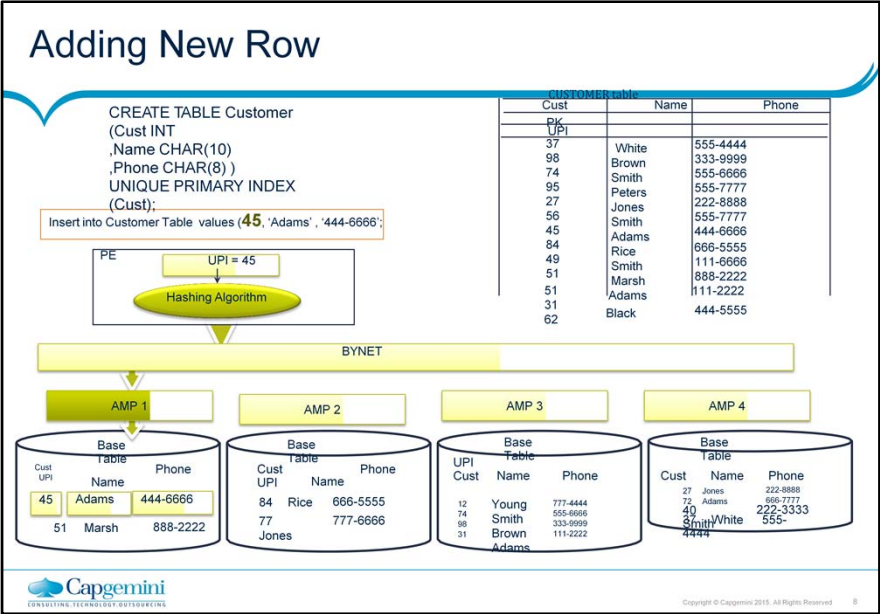 Adding New Row
CREATE TABLE Customer
(Cust INT
,Name CHAR(10)
,Phone CHAR(8) )
UNIQUE PRIMARY INDEX
(Cust);
Insert into Customer Table values (45, ‘Adams’ , ‘444-6666’;
CUSTOMER table
Cust Name Phone
PK
UPI
37 White 555-4444
98 Brown 333-9999
74 Smith 555-6666
95 Peters 555-7777
27 Jones 222-8888
56 Smith 555-7777
45 Adams 444-6666
84 Rice 666-5555
49 Smith 111-6666
51 Marsh 888-2222
51 Adams 111-2222
31
62 Black 444-5555
PE
UPI = 45
Hashing Algorithm
BYNET
AMP 1
AMP 2
AMP 3
AMP 4
Base
Table
Cust
UPI
Name
Phone
45 Adams 444-6666
51 Marsh 888-2222
Base
Table
Cust Phone
UPI Name
84 Rice 666-5555
77 777-6666
Jones
Base
Table
UPI
Cust Name Phone
12 Young 777-4444
74 Smith 555-6666
98 Brown 333-9999
31 Adams 111-2222
Base
Table
Cust Name Phone
27 Jones 222-8888
72 Adams 666-7777
40 222-3333
Smith
37 White 555-
4444
Capgemini
CONSULTING.TECHNOLOGY.OUTSOURCING
Copyright © Capgemini 2015. All Rights Reserved 8